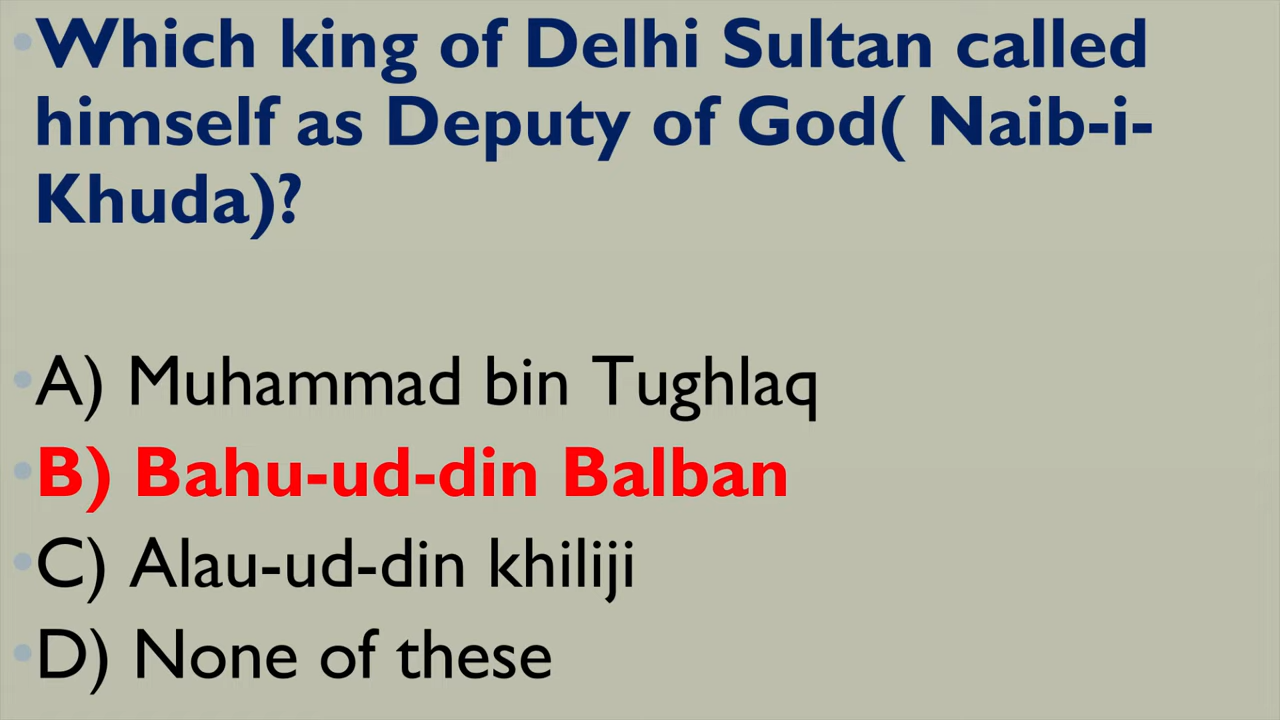 •Which king of Delhi Sultan called
himself as Deputy of God( Naib-i-
Khuda)?
•A) Muhammad bin Tughlaq
•B) Bahu-ud-din Balban
•C) Alau-ud-din khiliji
•D) None of these